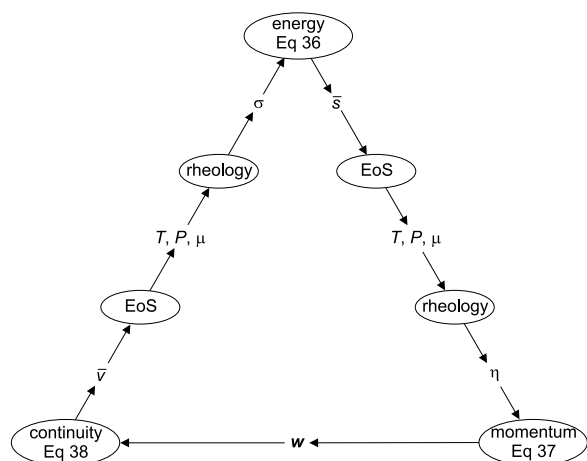 energy
Eq 36
σ
s̄
rheology
EoS
T, P, μ
T, P, μ
EoS
rheology
v̄
η
continuity
Eq 38
w
momentum
Eq 37